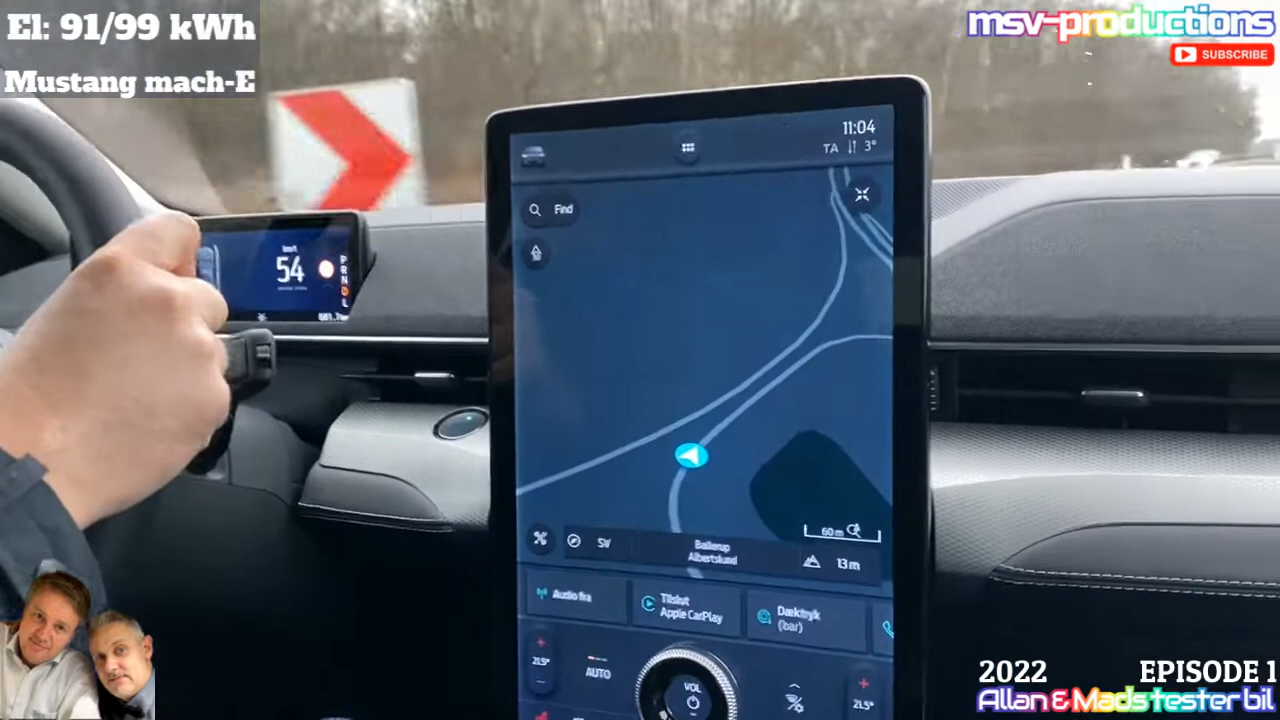 El: 91/99 kWh
Mustang mach-E
msv-productions
SUBSCRIBE
11:04
TA 3°
Find
km/t
54
P
R
N
D
L
60 m
SV
Ballerup
Albertslund
13m
Audio fra
Tilslut
Apple CarPlay
Dæktryk
(bar)
21.5°
AUTO
VOL
21.5°
2022 EPISODE 1
Allan & Mads tester bil